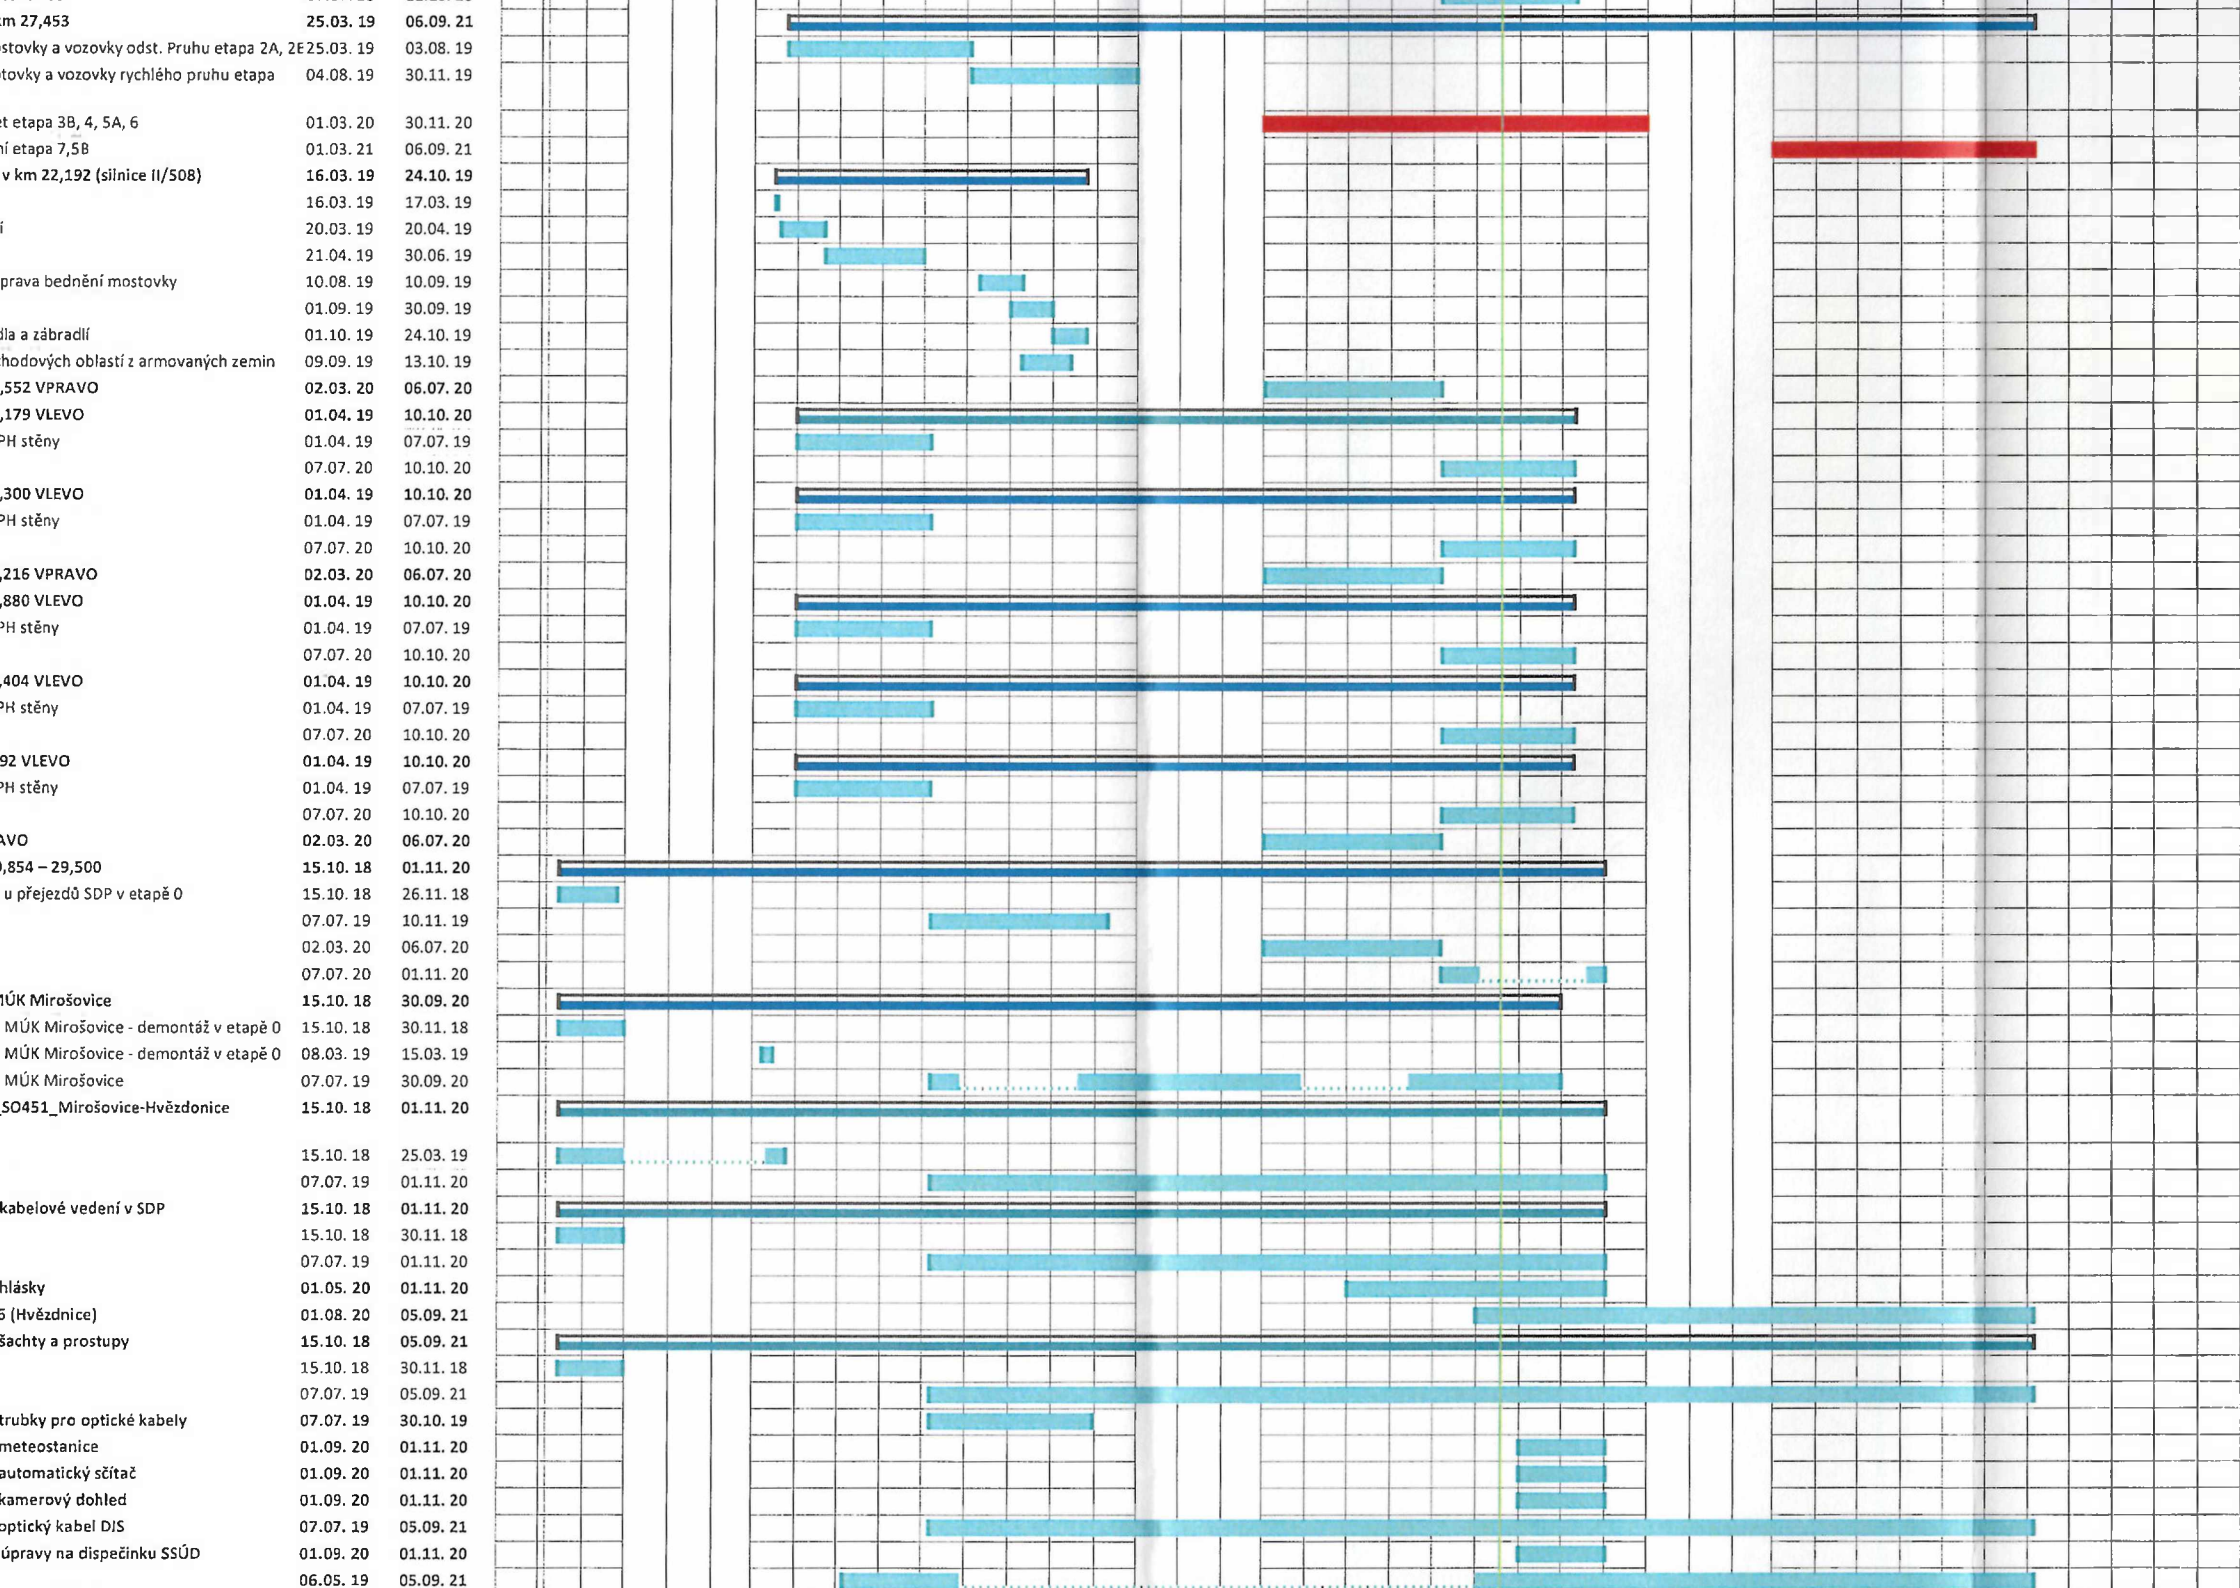 km 27,453 25.03. 19 06.09. 21
ostovky a vozovky odst. Pruhu etapa 2A, 2E 25.03. 19 03.08. 19
tovky a vozovky rychlého pruhu etapa 04.08. 19 30.11. 19
et etapa 3B, 4, 5A, 6 01.03. 20 30.11. 20
ní etapa 7,5B 01.03. 21 06.09. 21
v km 22,192 (silnice II/508) 16.03. 19 24.10. 19
16.03. 19 17.03. 19
í 20.03. 19 20.04. 19
21.04. 19 30.06. 19
prava bednění mostovky 10.08. 19 10.09. 19
01.09. 19 30.09. 19
dla a zábradlí 01.10. 19 24.10. 19
chodových oblastí z armovaných zemin 09.09. 19 13.10. 19
,552 VPRAVO 02.03. 20 06.07. 20
,179 VLEVO 01.04. 19 10.10. 20
PH stěny 01.04. 19 07.07. 19
07.07. 20 10.10. 20
,300 VLEVO 01.04. 19 10.10. 20
PH stěny 01.04. 19 07.07. 19
07.07. 20 10.10. 20
,216 VPRAVO 02.03. 20 06.07. 20
,880 VLEVO 01.04. 19 10.10. 20
PH stěny 01.04. 19 07.07. 19
07.07. 20 10.10. 20
,404 VLEVO 01.04. 19 10.10. 20
PH stěny 01.04. 19 07.07. 19
07.07. 20 10.10. 20
92 VLEVO 01.04. 19 10.10. 20
PH stěny 01.04. 19 07.07. 19
07.07. 20 10.10. 20
AVO 02.03. 20 06.07. 20
0,854 – 29,500 15.10. 18 01.11. 20
u přejezdů SDP v etapě 0 15.10. 18 26.11. 18
07.07. 19 10.11. 19
02.03. 20 06.07. 20
07.07. 20 01.11. 20
MÚK Mirošovice 15.10. 18 30.09. 20
MÚK Mirošovice - demontáž v etapě 0 15.10. 18 30.11. 18
MÚK Mirošovice - demontáž v etapě 0 08.03. 19 15.03. 19
MÚK Mirošovice 07.07. 19 30.09. 20
_SO451_Mirošovice-Hvězdonice 15.10. 18 01.11. 20
15.10. 18 25.03. 19
07.07. 19 01.11. 20
kabelové vedení v SDP 15.10. 18 01.11. 20
15.10. 18 30.11. 18
07.07. 19 01.11. 20
hlásky 01.05. 20 01.11. 20
5 (Hvězdnice) 01.08. 20 05.09. 21
šachty a prostupy 15.10. 18 05.09. 21
15.10. 18 30.11. 18
07.07. 19 05.09. 21
trubky pro optické kabely 07.07. 19 30.10. 19
meteostanice 01.09. 20 01.11. 20
automatický sčítač 01.09. 20 01.11. 20
kamerový dohled 01.09. 20 01.11. 20
optický kabel DIS 07.07. 19 05.09. 21
úpravy na dispečinku SSÚD 01.09. 20 01.11. 20
06.05. 19 05.09. 21